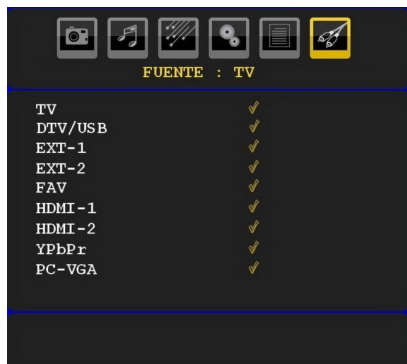 FUENTE : TV
TV
DTV/USB
EXT-1
EXT-2
FAV
HDMI-1
HDMI-2
YPbPr
PC-VGA